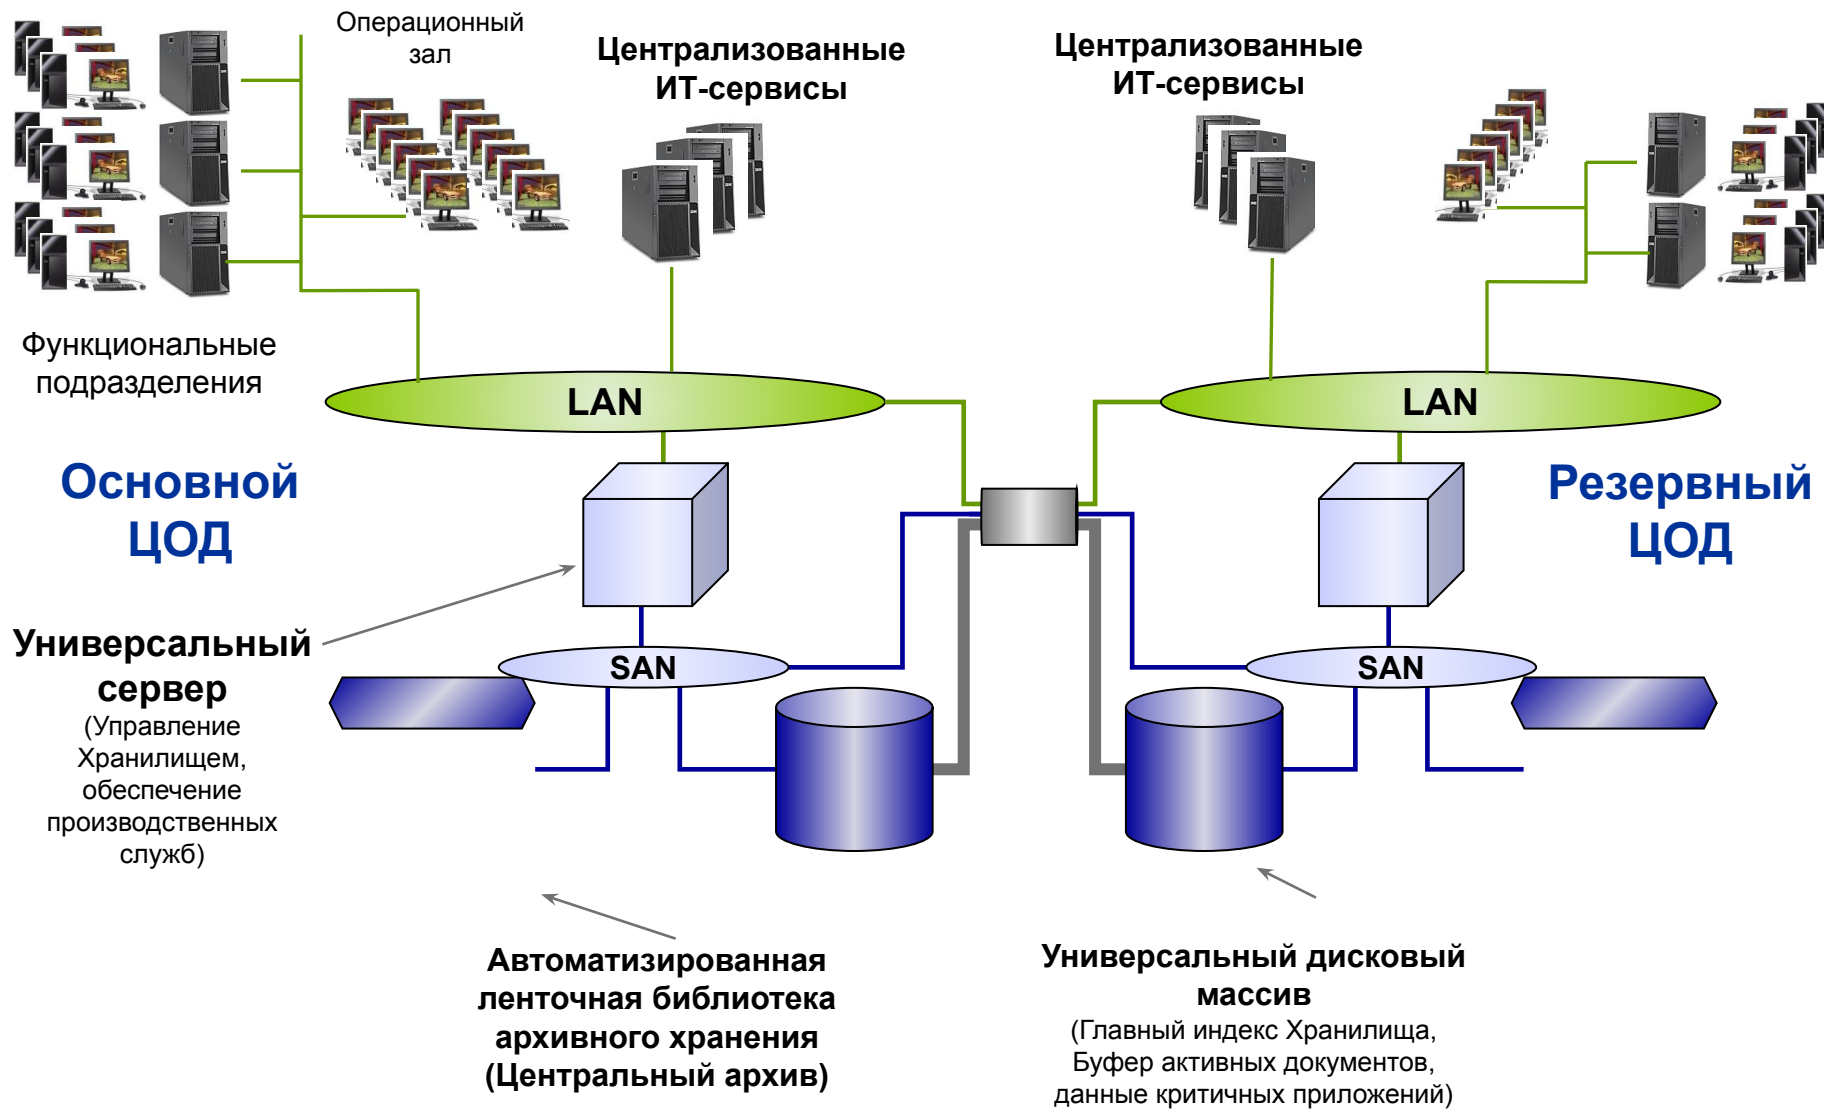 Операционный
зал
Централизованные
ИТ-сервисы
Централизованные
ИТ-сервисы
Функциональные
подразделения
LAN
LAN
Основной
ЦОД
Резервный
ЦОД
Универсальный
сервер
(Управление
Хранилищем,
обеспечение
производственных
служб)
SAN
SAN
Автоматизированная
ленточная библиотека
архивного хранения
(Центральный архив)
Универсальный дисковый
массив
(Главный индекс Хранилища,
Буфер активных документов,
данные критичных приложений)